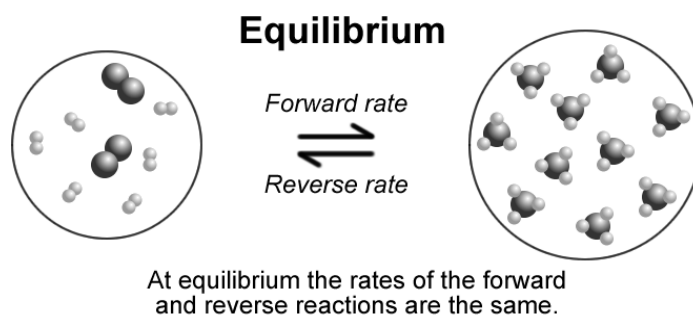 Equilibrium
Forward rate
Reverse rate
At equilibrium the rates of the forward
and reverse reactions are the same.